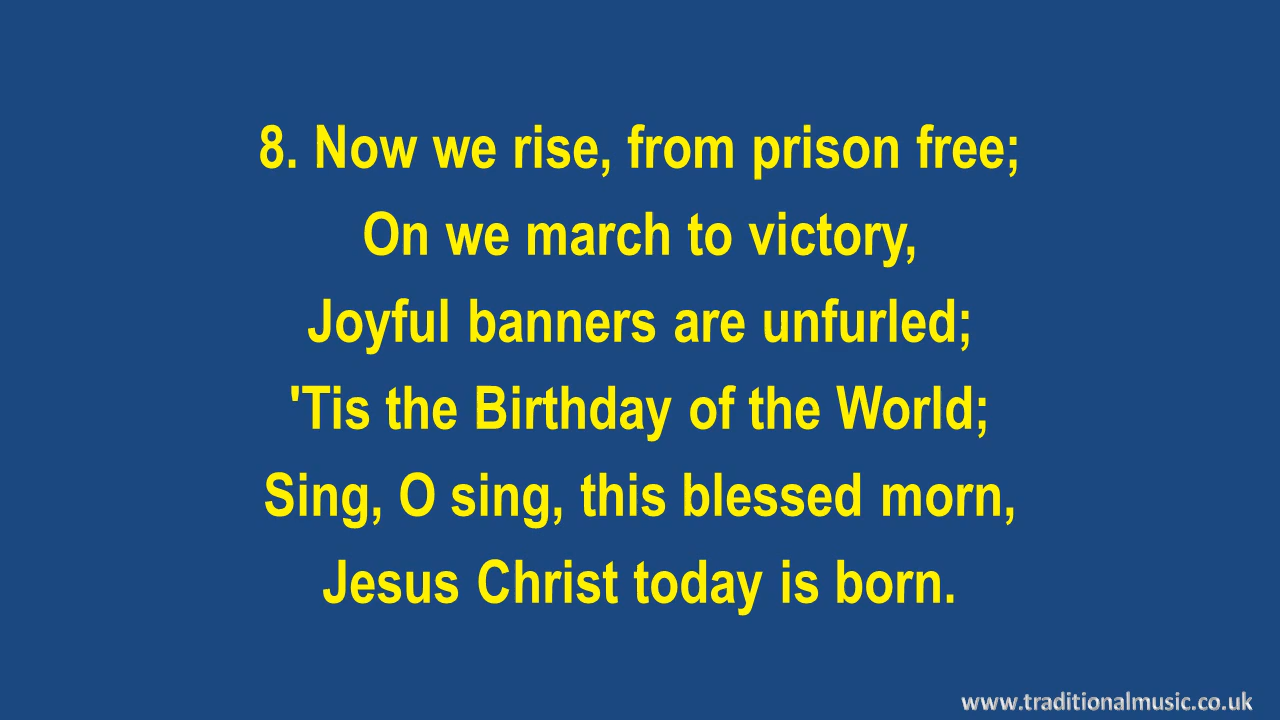 8. Now we rise, from prison free;
On we march to victory,
Joyful banners are unfurled;
'Tis the Birthday of the World;
Sing, O sing, this blessed morn,
Jesus Christ today is born.
www.traditionalmusic.co.uk